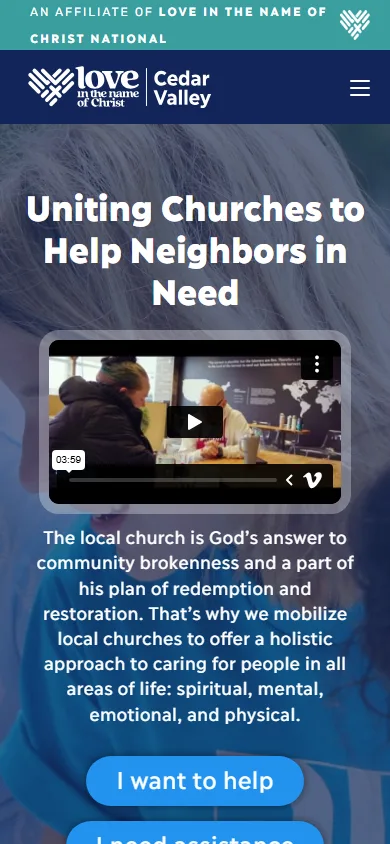 AN AFFILIATE OF LOVE IN THE NAME OF
CHRIST NATIONAL
love
in the name
of Christ
Cedar
Valley
Uniting Churches to
Help Neighbors in
Need
03:59
The local church is God's answer to
community brokenness and a part of
his plan of redemption and
restoration. That's why we mobilize
local churches to offer a holistic
approach to caring for people in all
areas of life: spiritual, mental,
emotional, and physical.
I want to help
I need assistance